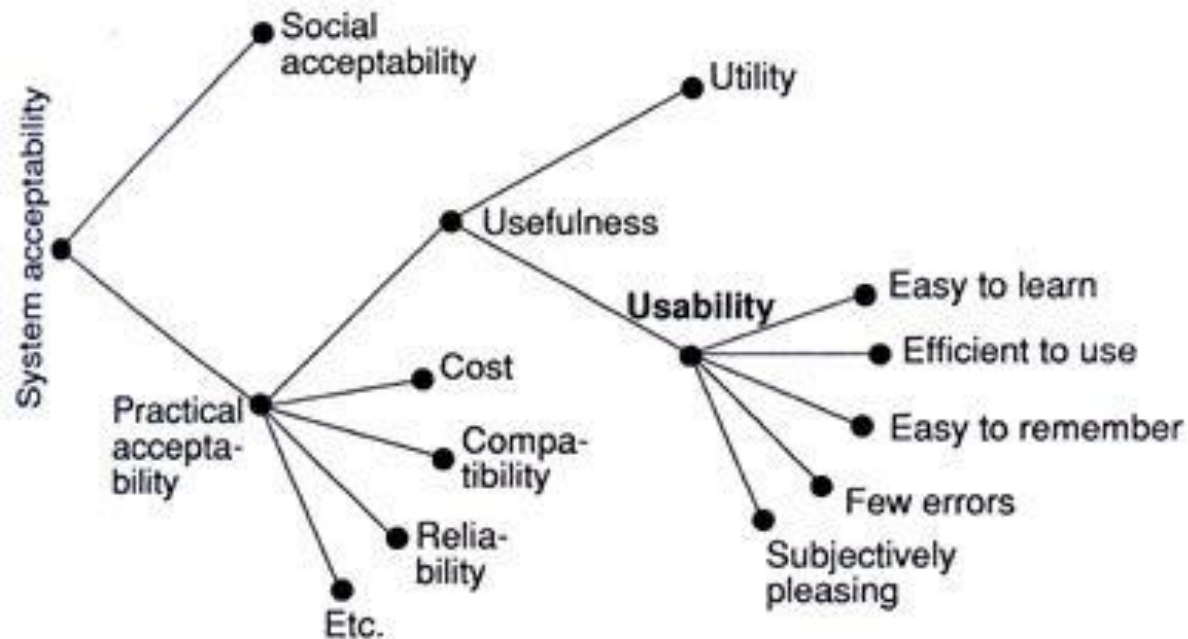 System acceptability
Social
acceptability
Practical
accepta-
bility
Usefulness
Utility
Usability
Easy to learn
Efficient to use
Easy to remember
Few errors
Subjectively
pleasing
Cost
Compa-
tibility
Relia-
bility
Etc.